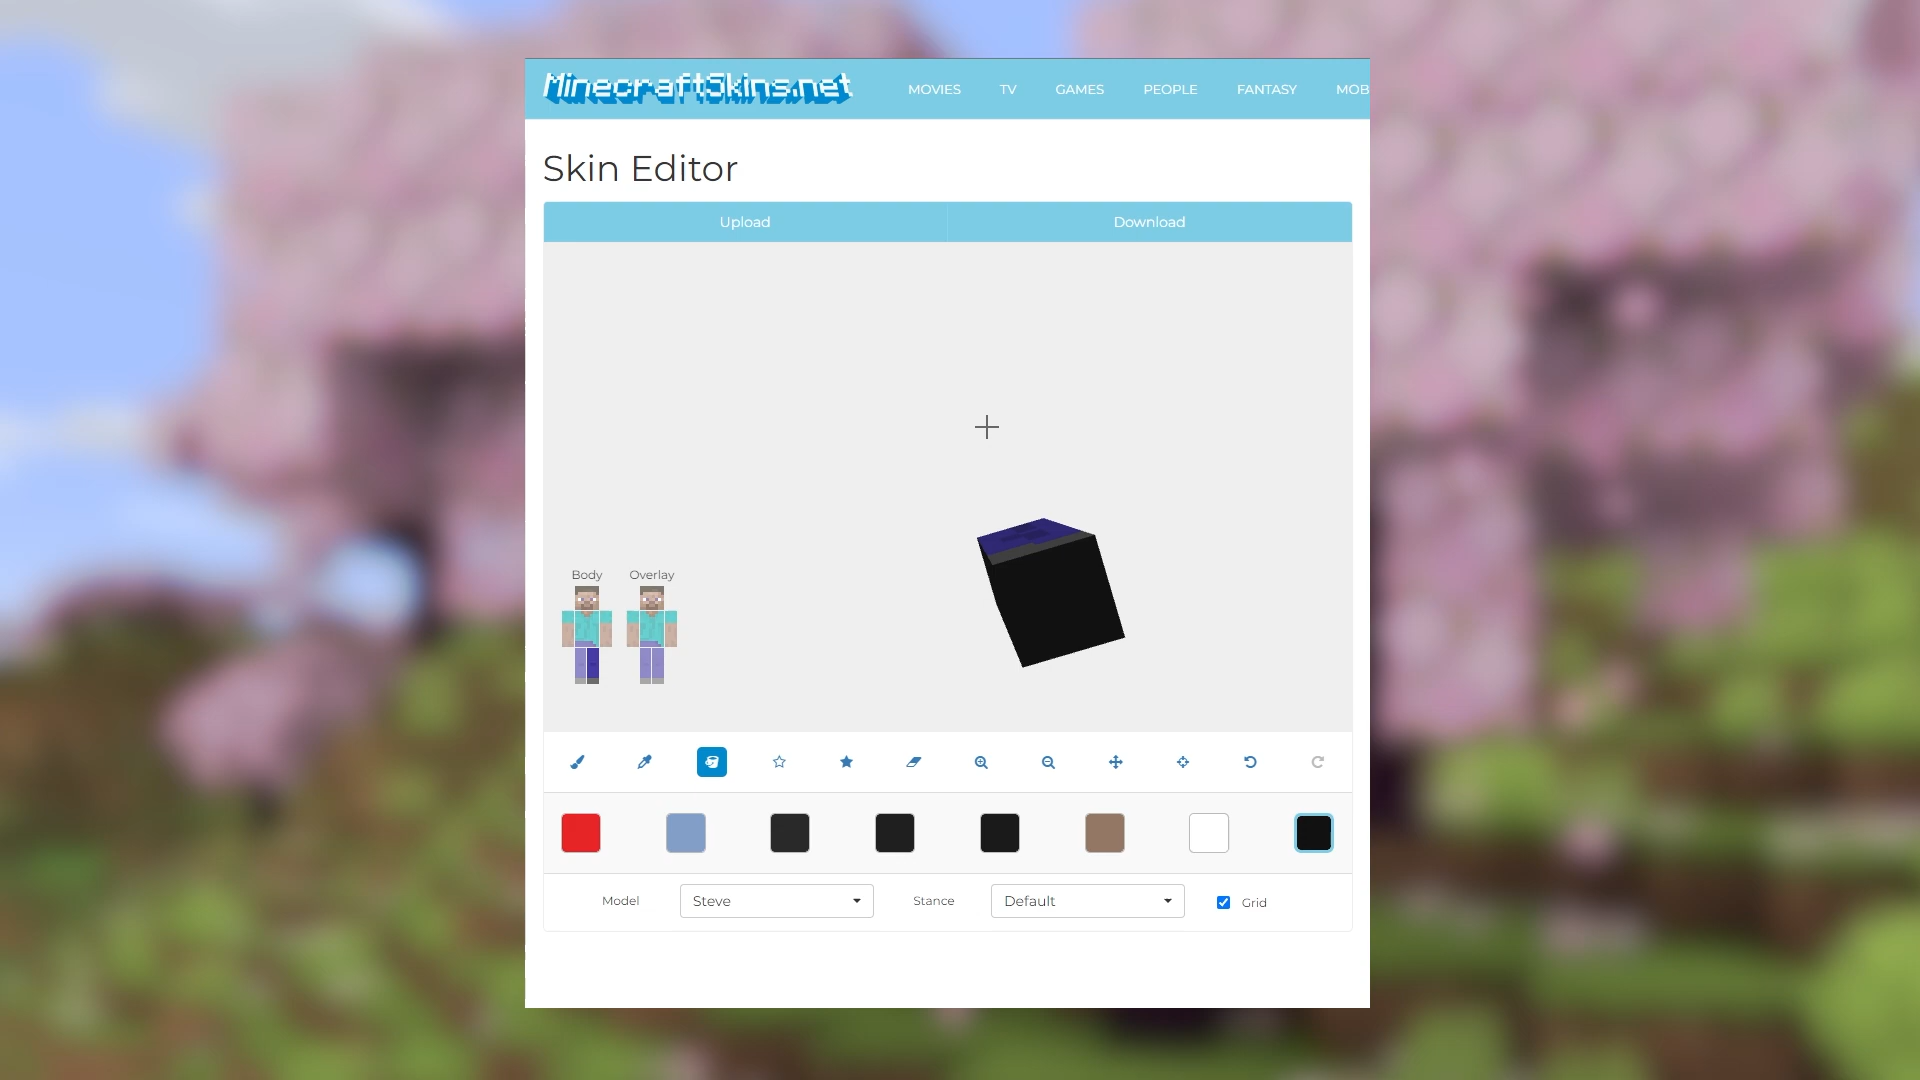 MinecraftSkins.net
MOVIES TV GAMES PEOPLE FANTASY MOB
Skin Editor
Upload Download
Body Overlay
Model Steve Stance Default Grid